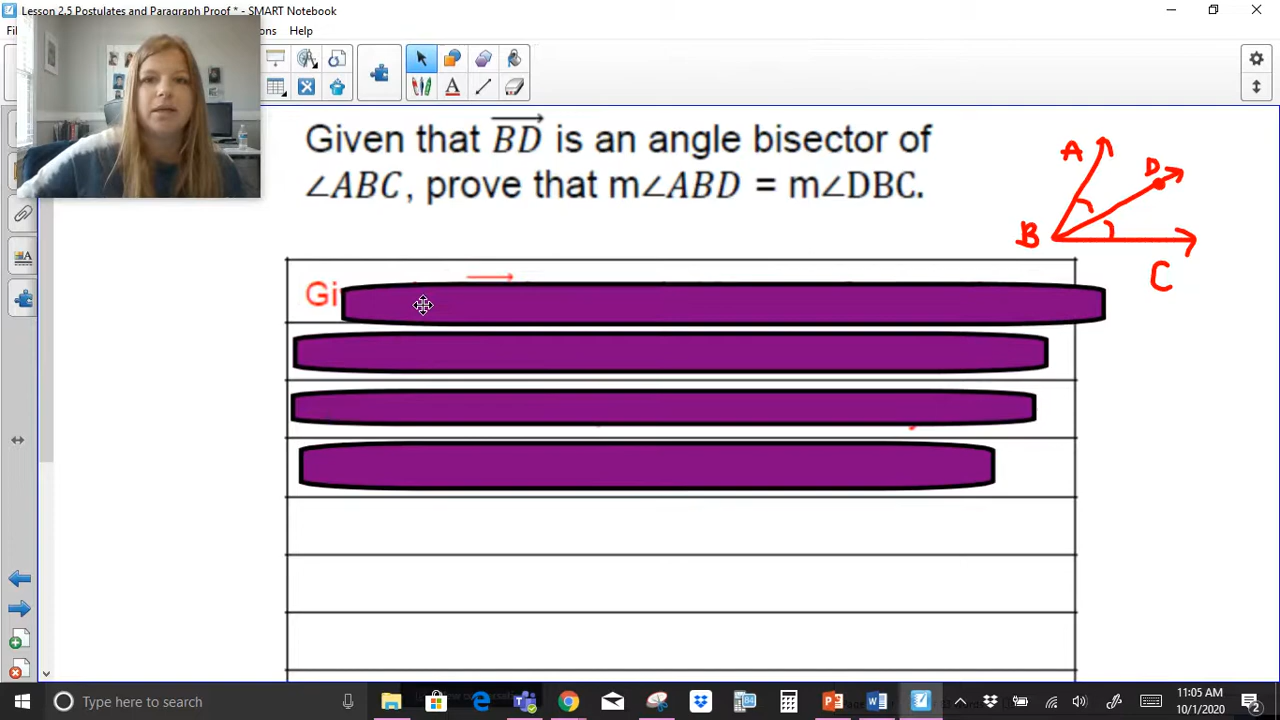 Lesson 2.5 Postulates and Paragraph Proof * - SMART Notebook
Help
Given that BD is an angle bisector of
∠ABC, prove that m∠ABD = m∠DBC.
A
D
B
C
Gi
Type here to search
11:05 AM
10/1/2020
2